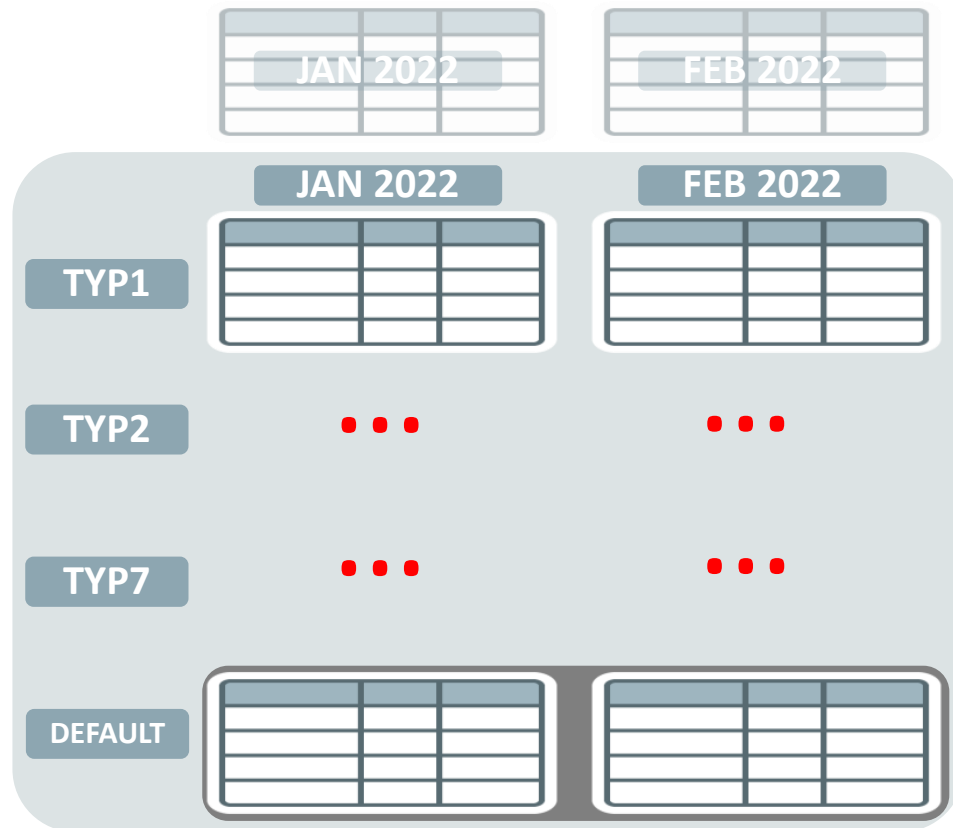 JAN 2022 FEB 2022
JAN 2022 FEB 2022
TYP1
TYP2 ... ...
TYP7 ... ...
DEFAULT